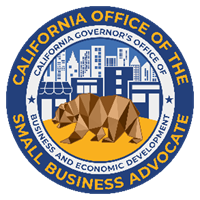 CALIFORNIA OFFICE OF THE
CALIFORNIA GOVERNOR'S OFFICE OF
BUSINESS AND ECONOMIC DEVELOPMENT
SMALL BUSINESS ADVOCATE